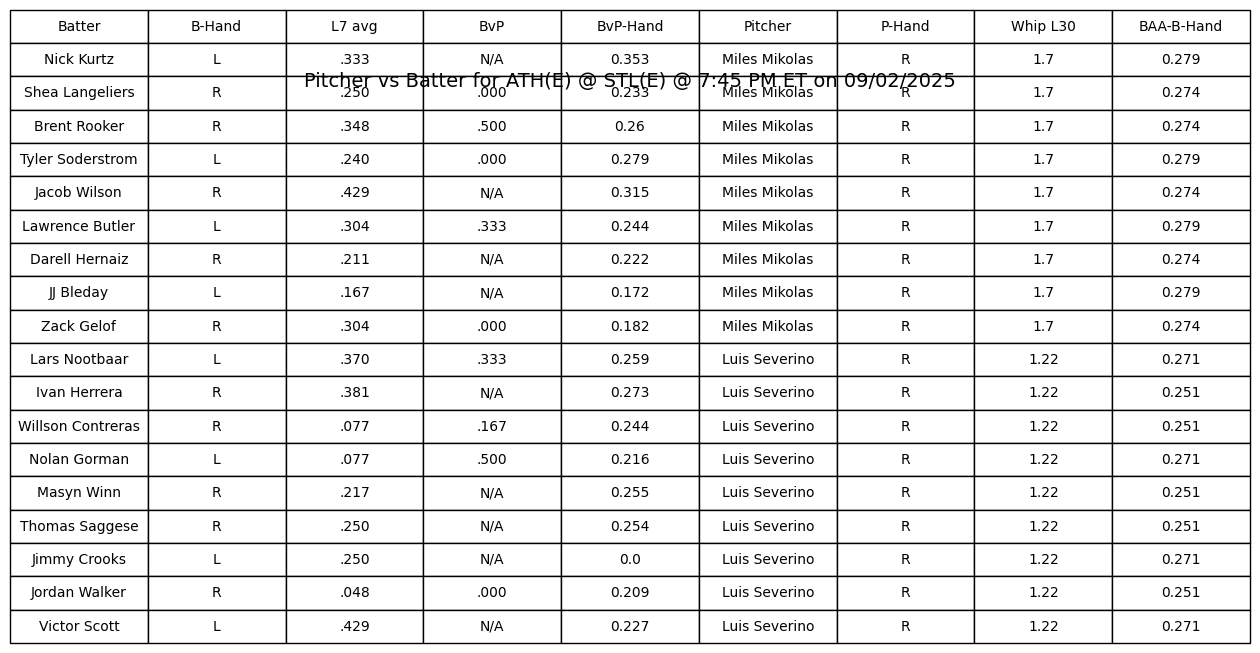 Batter B-Hand L7 avg BvP BvP-Hand Pitcher P-Hand Whip L30 BAA-B-Hand
Nick Kurtz L .333 N/A 0.353 Miles Mikolas R 1.7 0.279
Pitcher vs Batter for ATH(E) @ STL(E) @ 7:45 PM ET on 09/02/2025
Shea Langeliers R .250 .000 0.233 Miles Mikolas R 1.7 0.274
Brent Rooker R .348 .500 0.26 Miles Mikolas R 1.7 0.274
Tyler Soderstrom L .240 .000 0.279 Miles Mikolas R 1.7 0.279
Jacob Wilson R .429 N/A 0.315 Miles Mikolas R 1.7 0.274
Lawrence Butler L .304 .333 0.244 Miles Mikolas R 1.7 0.279
Darell Hernaiz R .211 N/A 0.222 Miles Mikolas R 1.7 0.274
JJ Bleday L .167 N/A 0.172 Miles Mikolas R 1.7 0.279
Zack Gelof R .304 .000 0.182 Miles Mikolas R 1.7 0.274
Lars Nootbaar L .370 .333 0.259 Luis Severino R 1.22 0.271
Ivan Herrera R .381 N/A 0.273 Luis Severino R 1.22 0.251
Willson Contreras R .077 .167 0.244 Luis Severino R 1.22 0.251
Nolan Gorman L .077 .500 0.216 Luis Severino R 1.22 0.271
Masyn Winn R .217 N/A 0.255 Luis Severino R 1.22 0.251
Thomas Saggese R .250 N/A 0.254 Luis Severino R 1.22 0.251
Jimmy Crooks L .250 N/A 0.0 Luis Severino R 1.22 0.271
Jordan Walker R .048 .000 0.209 Luis Severino R 1.22 0.251
Victor Scott L .429 N/A 0.227 Luis Severino R 1.22 0.271